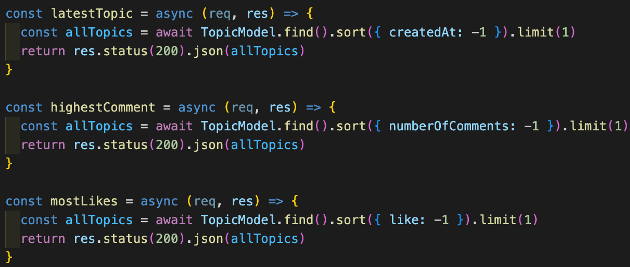 const latestTopic = async (req, res) => {
  const allTopics = await TopicModel.find().sort({ createdAt: -1 }).limit(1)
  return res.status(200).json(allTopics)
}

const highestComment = async (req, res) => {
  const allTopics = await TopicModel.find().sort({ numberOfComments: -1 }).limit(1)
  return res.status(200).json(allTopics)
}

const mostLikes = async (req, res) => {
  const allTopics = await TopicModel.find().sort({ like: -1 }).limit(1)
  return res.status(200).json(allTopics)
}